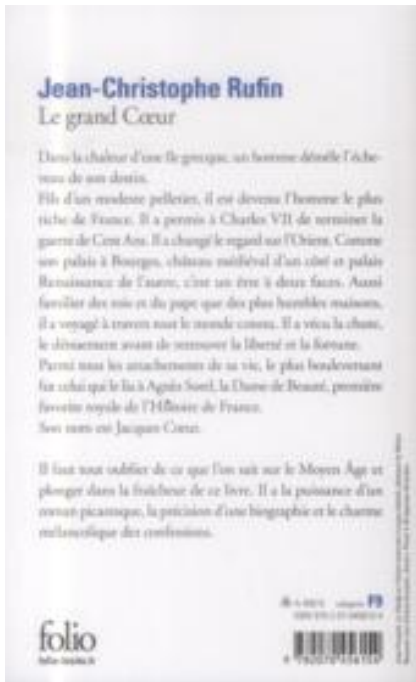 Jean-Christophe Rufin
Le grand Cœur
Dans la chaleur d'une île grecque, un homme démêle l'éche-
veau de son destin.
Fils d'un modeste pelletier, il est devenu l'homme le plus
riche de France. Il a permis à Charles VII de terminer la
guerre de Cent Ans. Il a changé le regard sur l'Orient. Comme
son palais à Bourges, château médiéval d'un côté et palais
Renaissance de l'autre, c'est un être à deux faces. Aussi
familier des rois et du pape que des plus humbles maisons,
il a voyagé à travers tout le monde connu. Il a vécu la chute,
le dénuement avant de retrouver la liberté et la fortune.
Parmi tous les attachements de sa vie, le plus bouleversant
fut celui qui le lia à Agnès Sorel, la Dame de Beauté, première
favorite royale de l'Histoire de France.
Son nom est Jacques Cœur.
Il faut tout oublier de ce que l'on sait sur le Moyen Âge et
plonger dans la fraîcheur de ce livre. Il a la puissance d'un
roman picaresque, la précision d'une biographie et le charme
mélancolique des confessions.
catégorie F9
folio
folio-lesite.fr
9 782070 456154